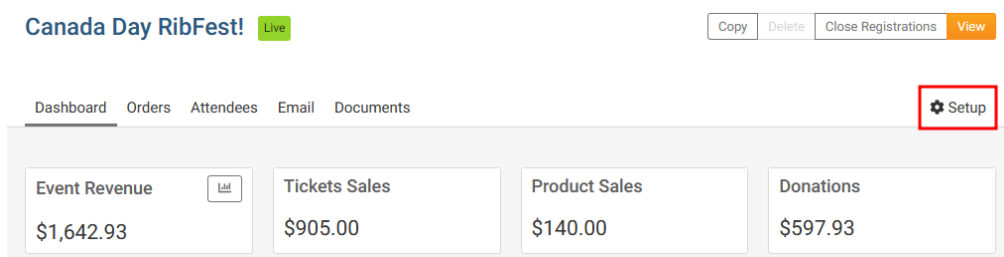 Canada Day RibFest! Live
Copy Delete Close Registrations View
Dashboard Orders Attendees Email Documents Setup
Event Revenue Tickets Sales Product Sales Donations
$1,642.93 $905.00 $140.00 $597.93